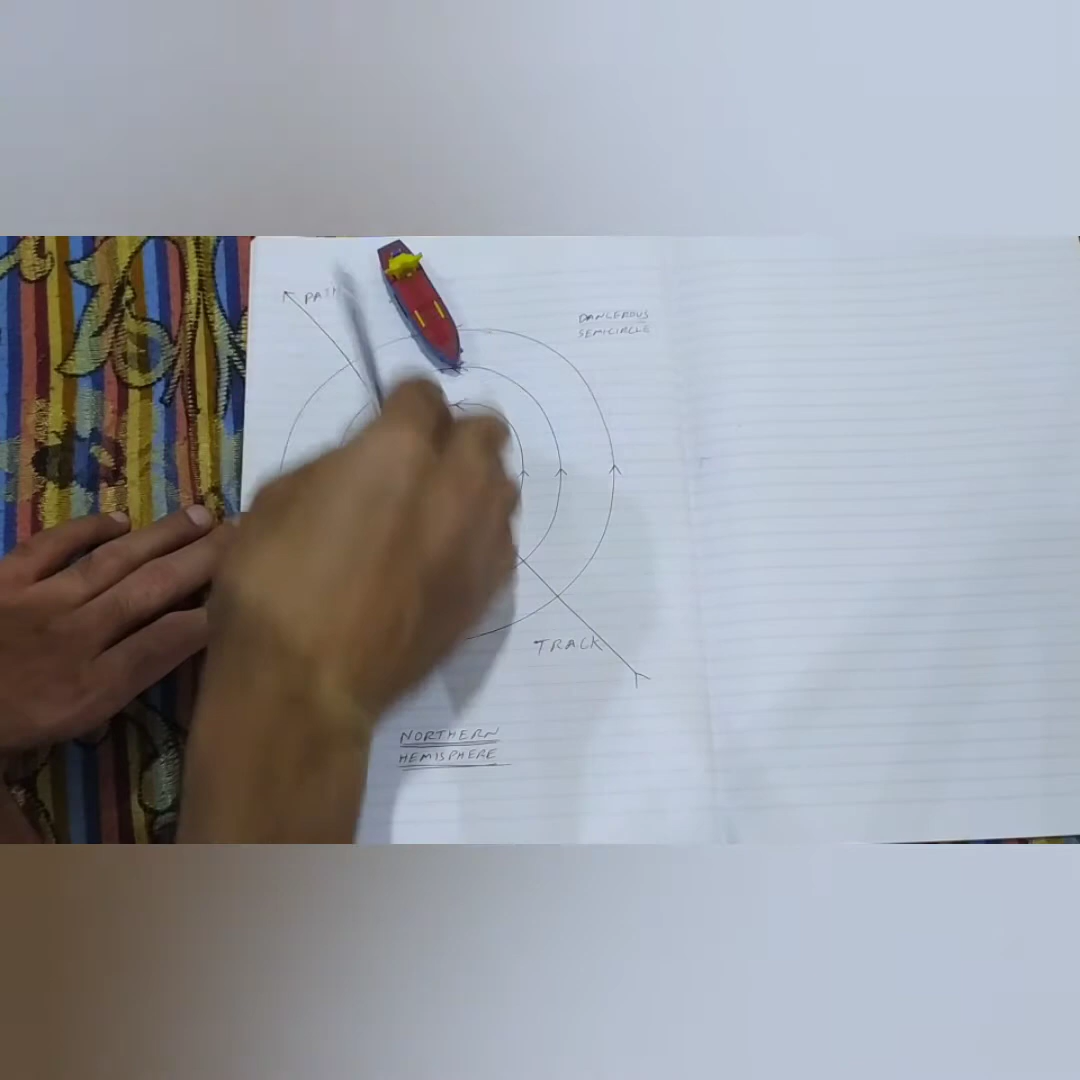 DANGEROUS
SEMICIRCLE
TRACK
NORTHERN
HEMISPHERE